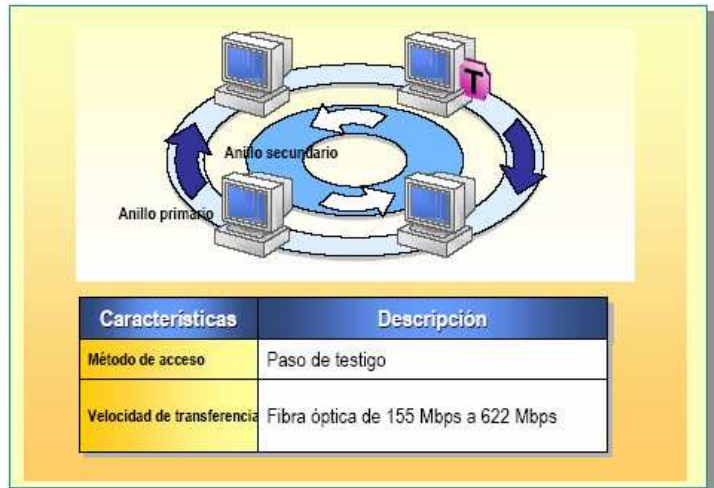 T
Anillo secundario
Anillo primario
Características
Descripción
Método de acceso
Paso de testigo
Velocidad de transferencia
Fibra óptica de 155 Mbps a 622 Mbps